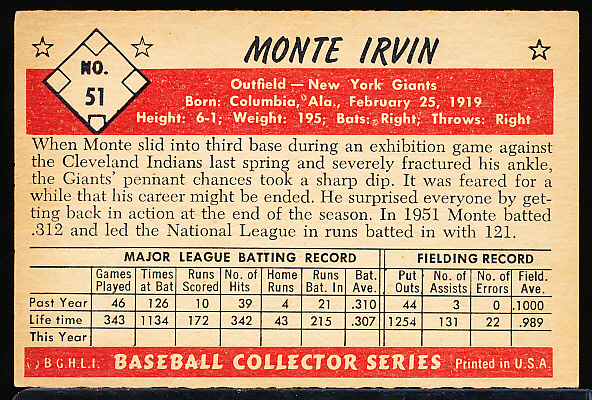 MONTE IRVIN
NO.
51
Outfield — New York Giants
Born: Columbia, Ala., February 25, 1919
Height: 6-1; Weight: 195; Bats: Right; Throws: Right
When Monte slid into third base during an exhibition game against
the Cleveland Indians last spring and severely fractured his ankle,
the Giants' pennant chances took a sharp dip. It was feared for a
while that his career might be ended. He surprised everyone by get-
ting back in action at the end of the season. In 1951 Monte batted
.312 and led the National League in runs batted in with 121.
MAJOR LEAGUE BATTING RECORD FIELDING RECORD
Games Times Runs No. of Home Runs Bat. Put No. of No. of Field.
Played at Bat Scored Hits Runs Bat. In Ave. Outs Assists Errors Ave.
Past Year 46 126 10 39 4 21 .310 44 3 0 .1000
Life time 343 1134 172 342 43 215 .307 1254 131 22 .989
This Year
B G.H.L.I. BASEBALL COLLECTOR SERIES Printed in U.S.A.